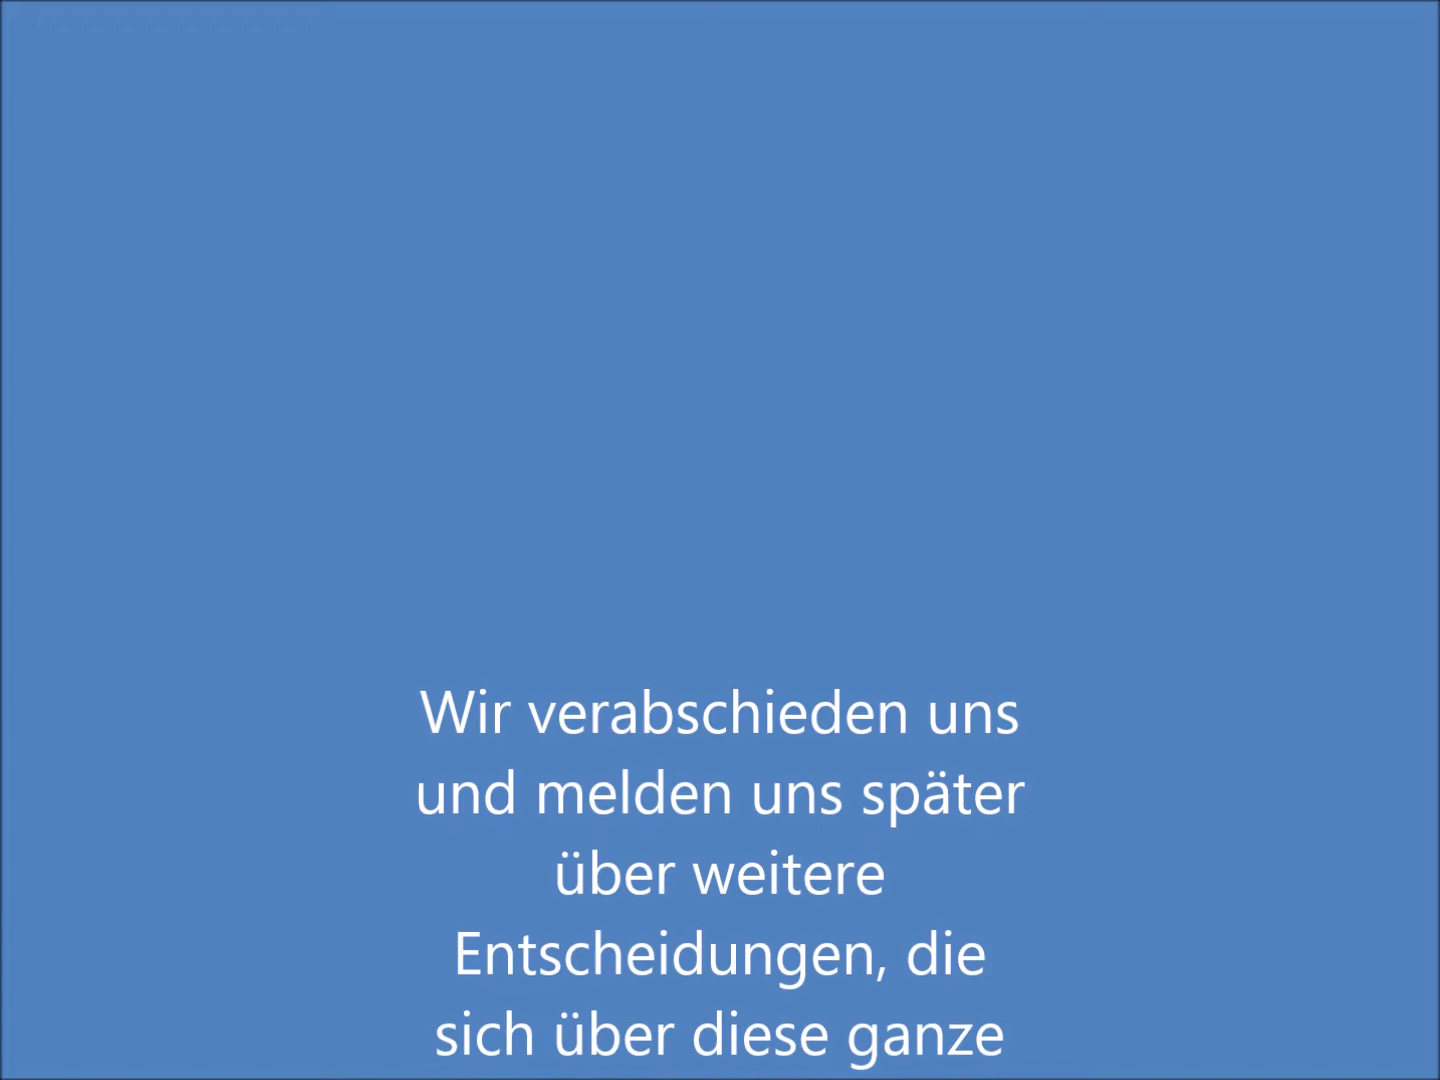 Wir verabschieden uns
und melden uns später
über weitere
Entscheidungen, die
sich über diese ganze